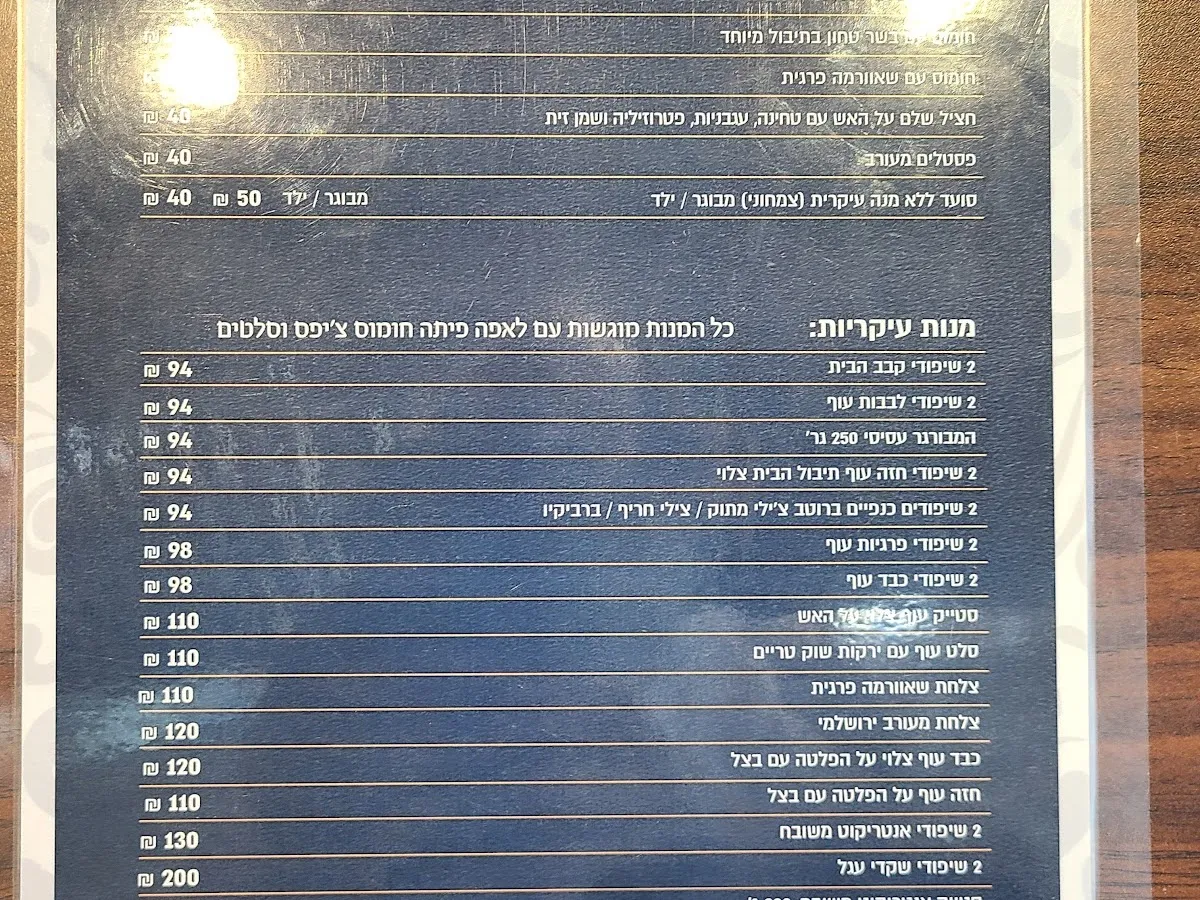 חומוס עם בשר טחון בתיבול מיוחד ₪
חומוס עם שאוורמה פרגית
חציל שלם על האש עם טחינה, עגבניות, פטרוזיליה ושמן זית 40 ₪
פסטלים מעורב 40 ₪
סועד ללא מנה עיקרית (צמחוני) מבוגר / ילד מבוגר / ילד 50 ₪ 40 ₪
מנות עיקריות: כל המנות מוגשות עם לאפה פיתה חומוס צ'יפס וסלטים
2 שיפודי קבב הבית 94 ₪
2 שיפודי לבבות עוף 94 ₪
המבורגר עסיסי 250 גר' 94 ₪
2 שיפודי חזה עוף תיבול הבית צלוי 94 ₪
2 שיפודים כנפיים ברוטב צ'ילי מתוק / צילי חריף / ברביקיו 94 ₪
2 שיפודי פרגיות עוף 98 ₪
2 שיפודי כבד עוף 98 ₪
סטייק עוף צלוי על האש 110 ₪
סלט עוף עם ירקות שוק טריים 110 ₪
צלחת שאוורמה פרגית 110 ₪
צלחת מעורב ירושלמי 120 ₪
כבד עוף צלוי על הפלטה עם בצל 120 ₪
חזה עוף על הפלטה עם בצל 110 ₪
2 שיפודי אנטריקוט משובח 130 ₪
2 שיפודי שקדי עגל 200 ₪